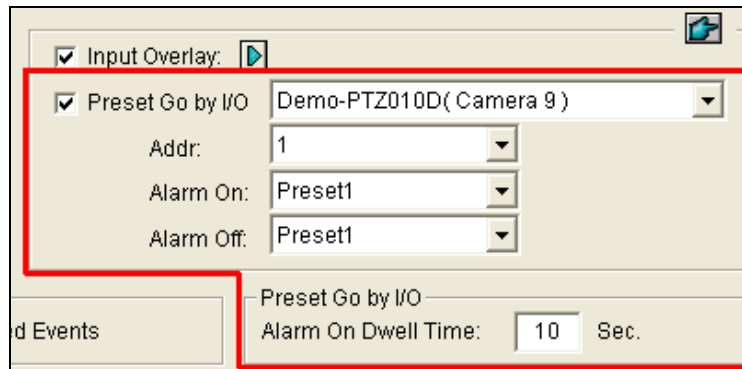 Input Overlay:
Preset Go by I/O Demo-PTZ010D( Camera 9 )
Addr: 1
Alarm On: Preset1
Alarm Off: Preset1
Preset Go by I/O
d Events Alarm On Dwell Time: 10 Sec.